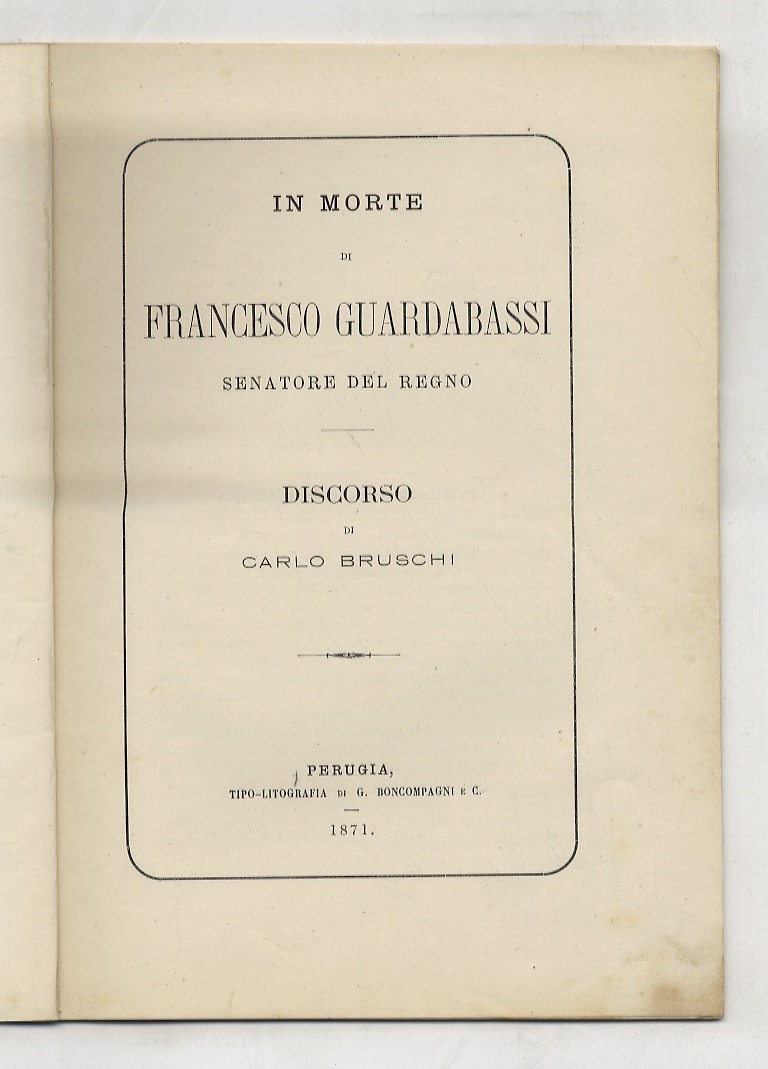 IN MORTE
DI
FRANCESCO GUARDABASSI
SENATORE DEL REGNO
DISCORSO
DI
CARLO BRUSCHI
PERUGIA,
TIPO-LITOGRAFIA DI G. BONCOMPAGNI E C.
1871.